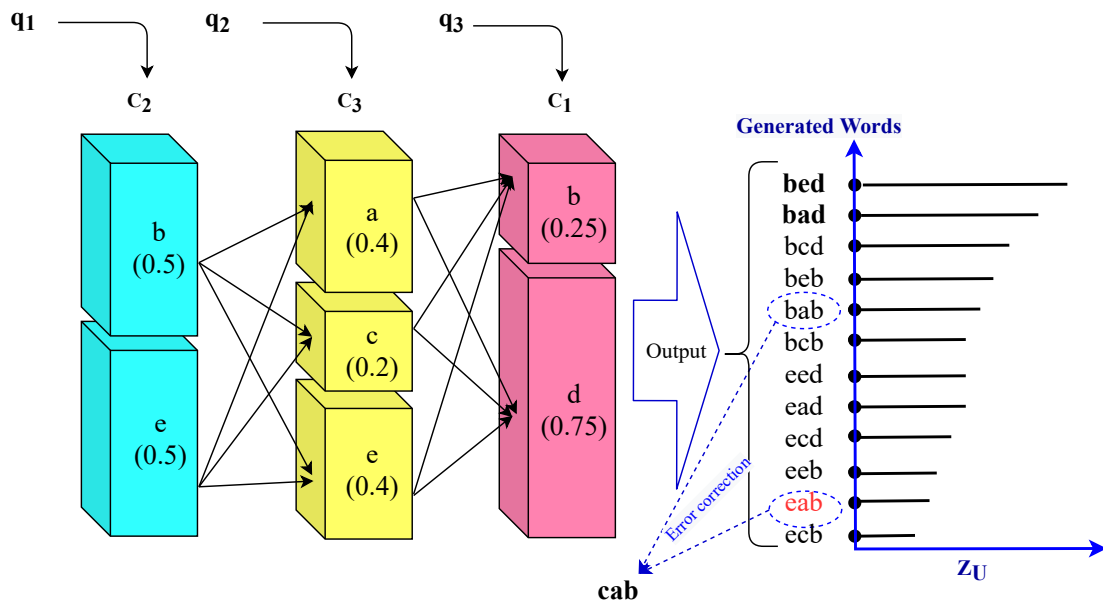 q1
q2
q3
C2
C3
C1
b
(0.5)
e
(0.5)
a
(0.4)
c
(0.2)
e
(0.4)
b
(0.25)
d
(0.75)
Output
Generated Words
bed
bad
bcd
beb
bab
bcb
eed
ead
ecd
eeb
eab
ecb
ZU
Error correction
cab